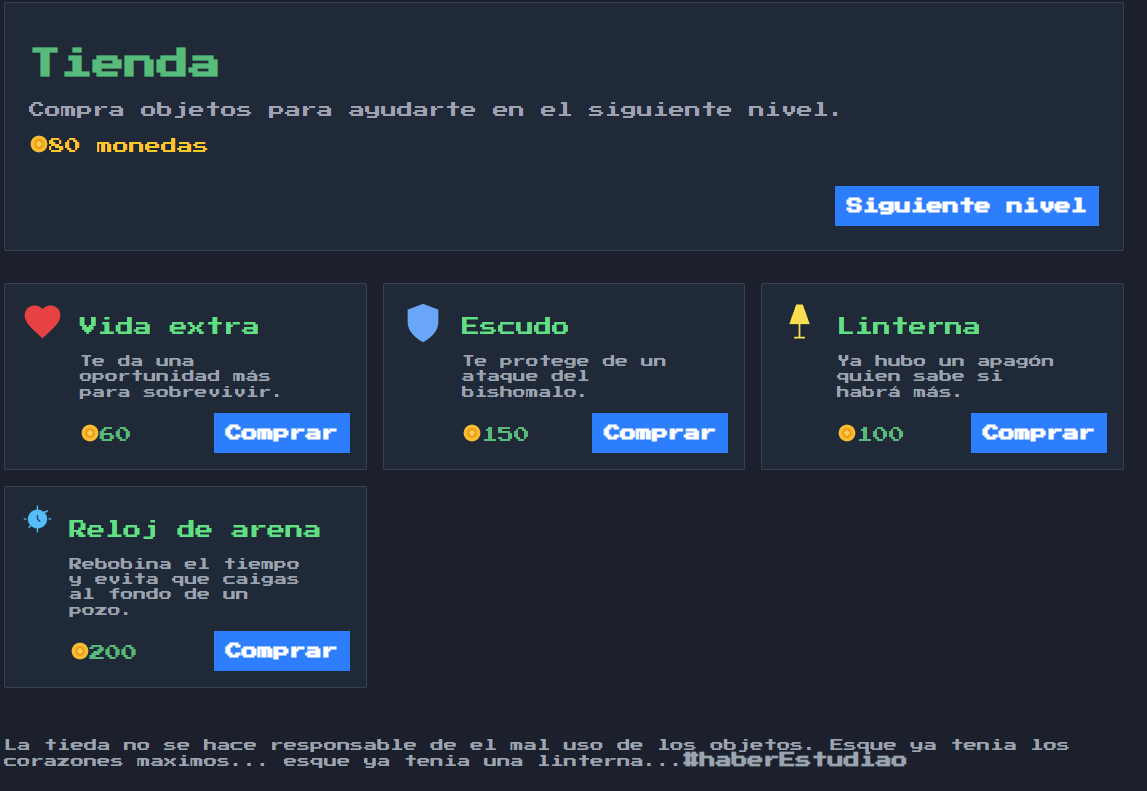 Tienda
Compra objetos para ayudarte en el siguiente nivel.
80 monedas
Siguiente nivel
Vida extra
Te da una
oportunidad más
para sobrevivir.
60
Comprar
Escudo
Te protege de un
ataque del
bishomalo.
150
Comprar
Linterna
Ya hubo un apagón
quien sabe si
habrá más.
100
Comprar
Reloj de arena
Rebobina el tiempo
y evita que caigas
al fondo de un
pozo.
200
Comprar
La tieda no se hace responsable de el mal uso de los objetos. Esque ya tenia los
corazones maximos... esque ya tenia una linterna...#haberEstudiao